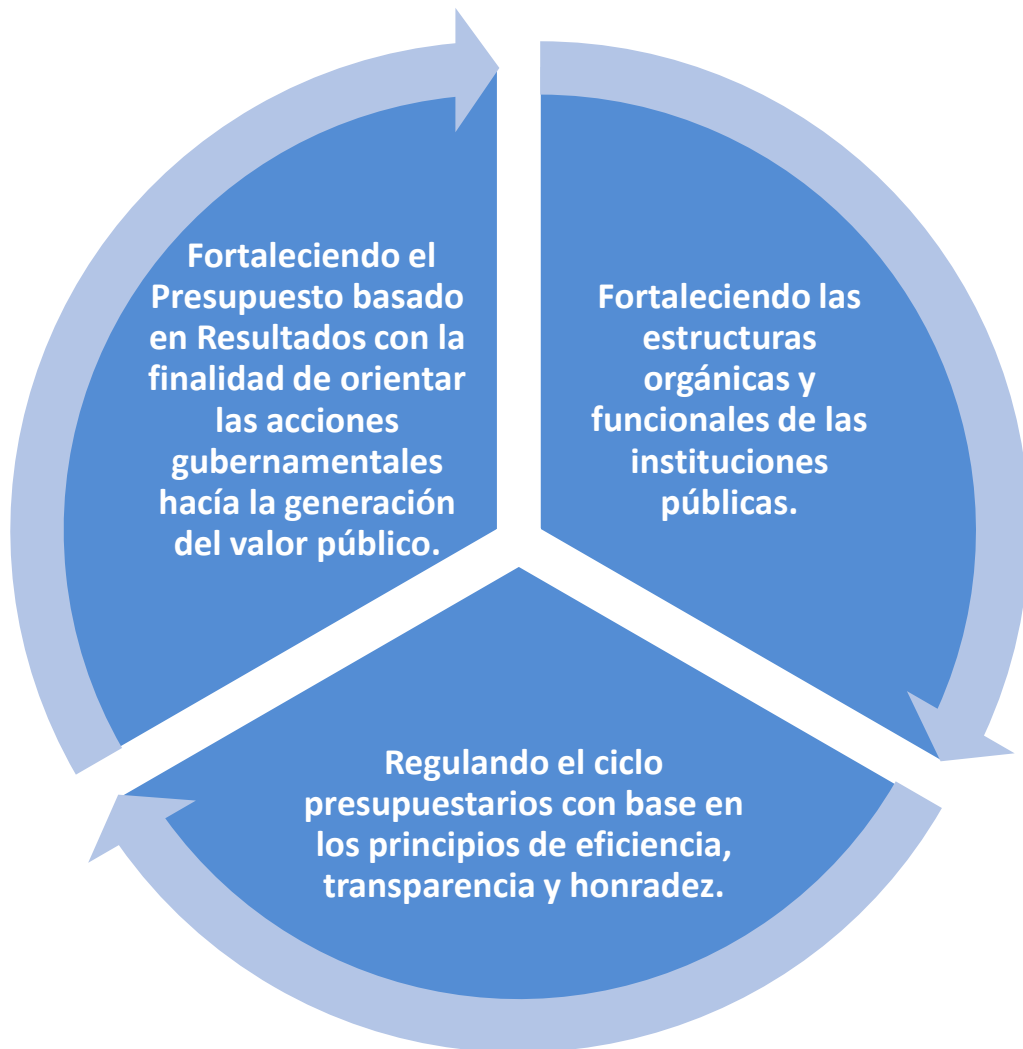 Fortaleciendo el
Presupuesto basado
en Resultados con la
finalidad de orientar
las acciones
gubernamentales
hacía la generación
del valor público.
Fortaleciendo las
estructuras
orgánicas y
funcionales de las
instituciones
públicas.
Regulando el ciclo
presupuestarios con base en
los principios de eficiencia,
transparencia y honradez.